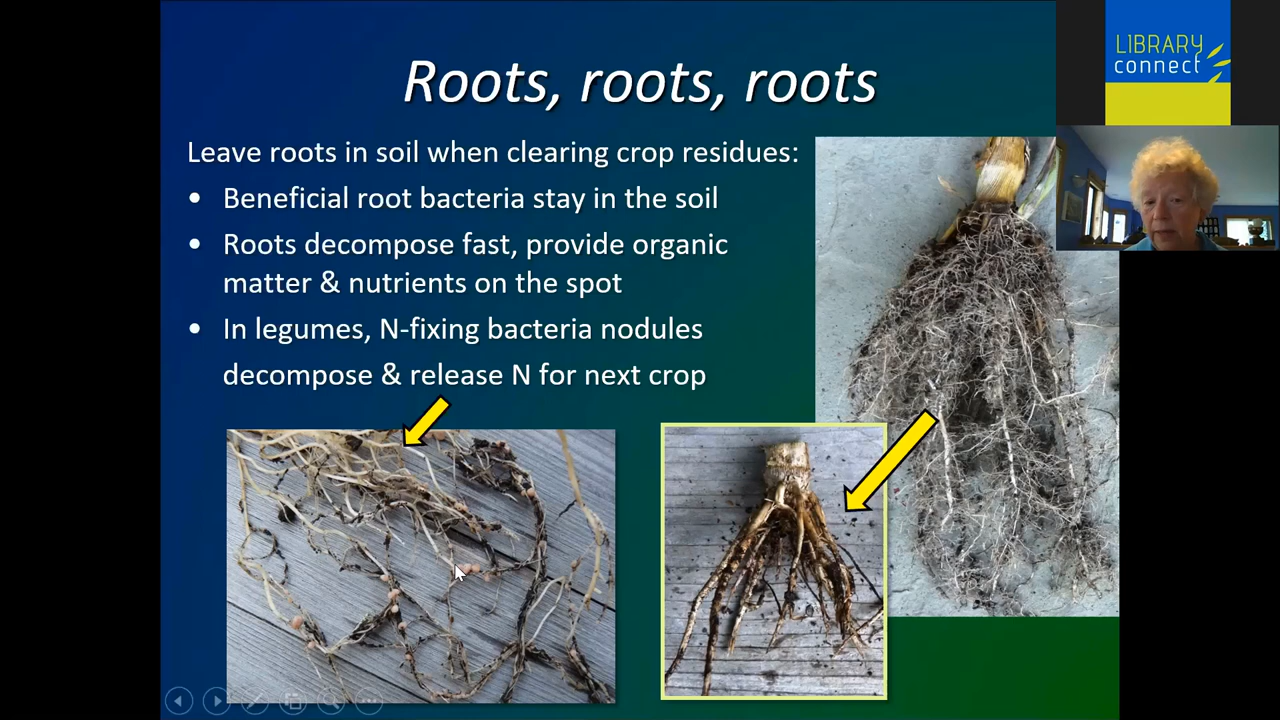 Roots, roots, roots
LIBRARY
connect
Leave roots in soil when clearing crop residues:
• Beneficial root bacteria stay in the soil
• Roots decompose fast, provide organic
matter & nutrients on the spot
• In legumes, N-fixing bacteria nodules
decompose & release N for next crop